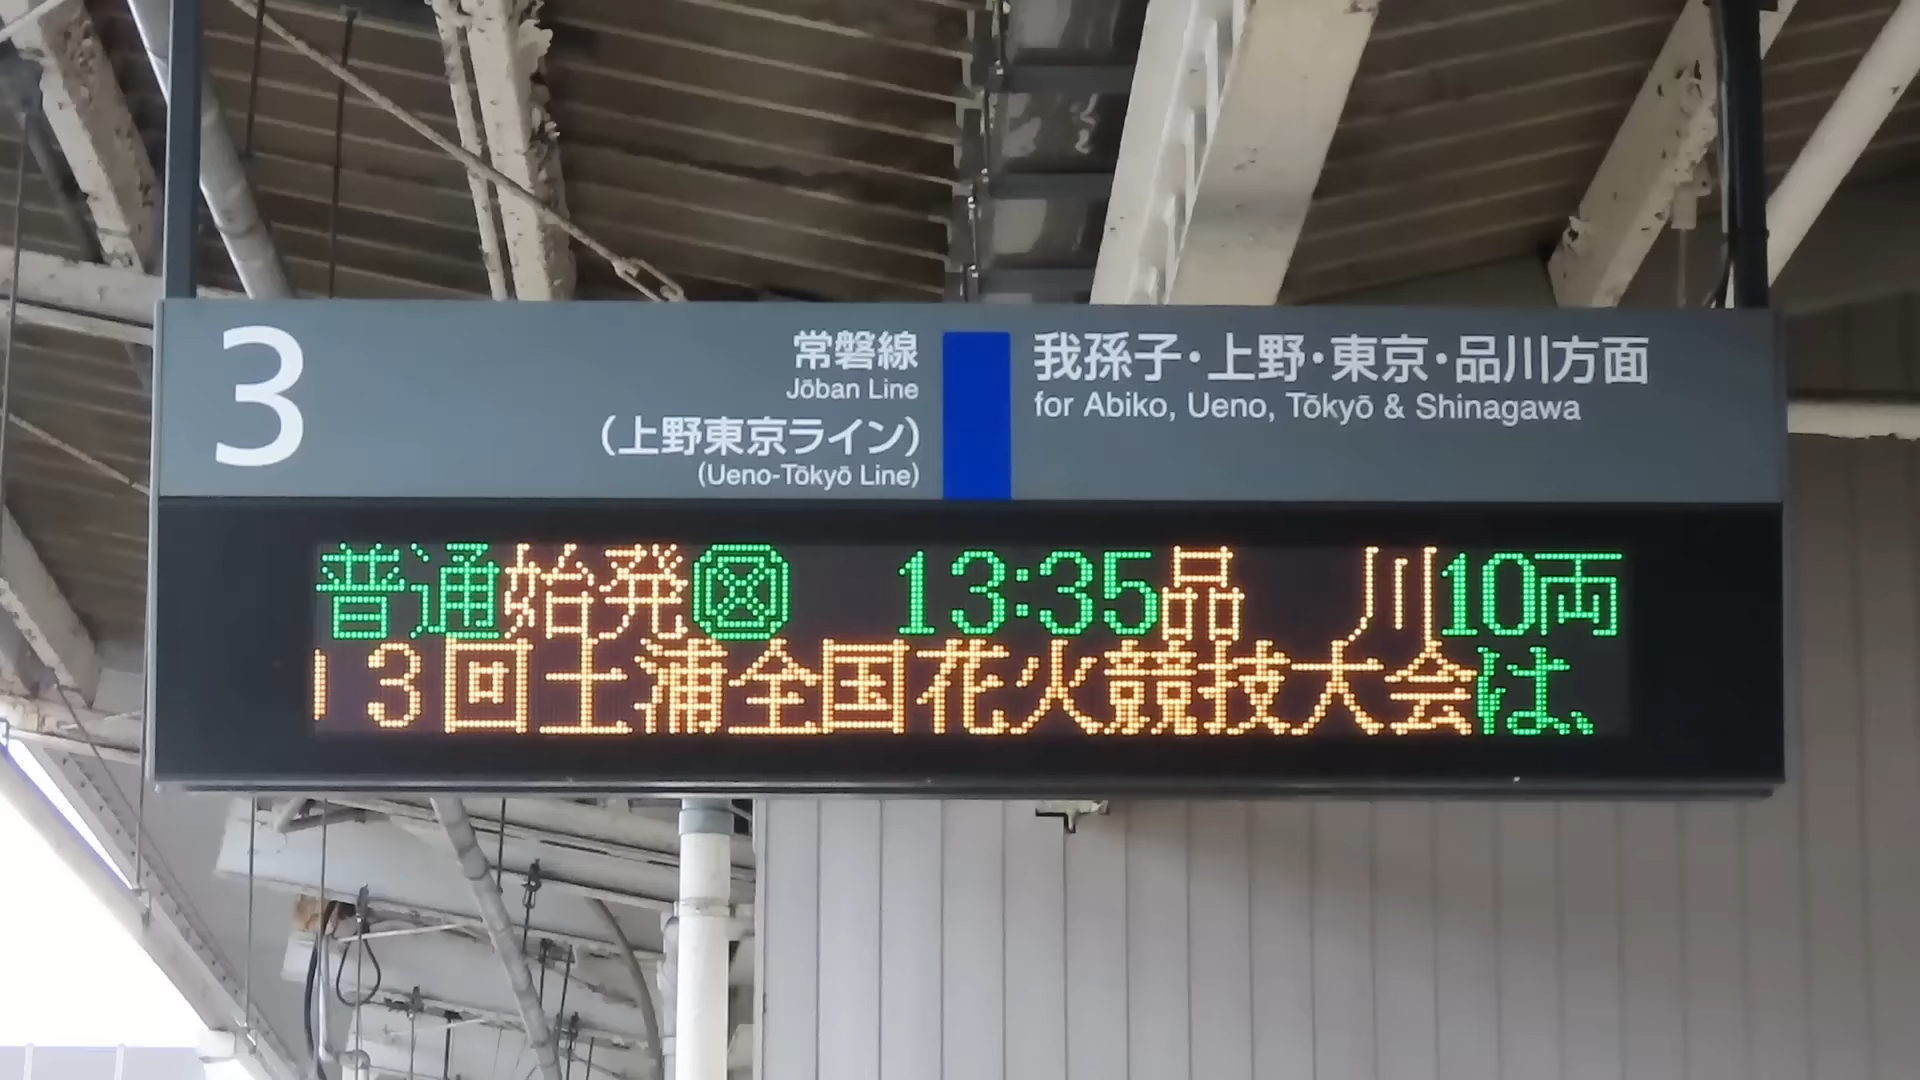 3
常磐線
Jōban Line
(上野東京ライン)
(Ueno-Tōkyō Line)
我孫子・上野・東京・品川方面
for Abiko, Ueno, Tōkyō & Shinagawa
普通始発 13:35品 川10両
13回土浦全国花火競技大会は、